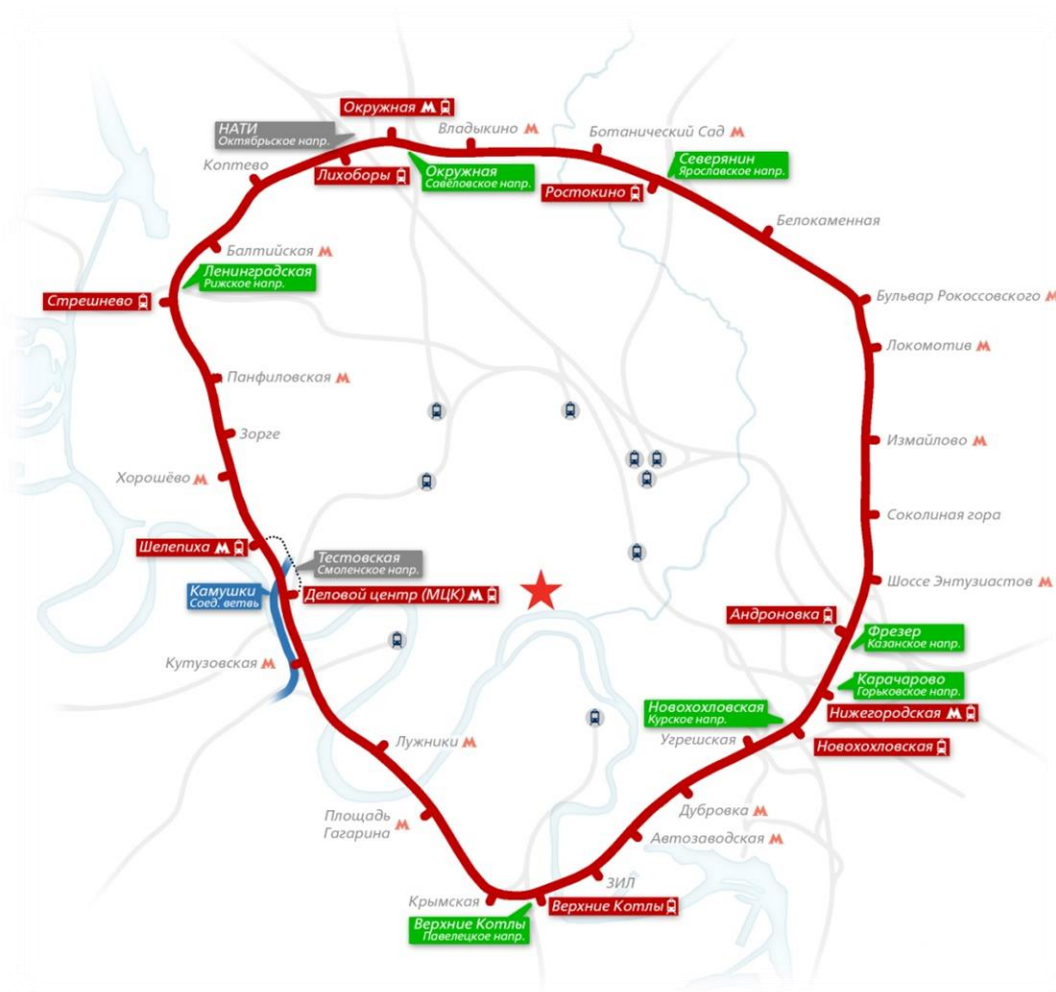 Окружная М
НАТИ
Октябрьское напр.
Владыкино М
Ботанический Сад М
Коптево
Лихоборы
Окружная
Савёловское напр.
Северянин
Ярославское напр.
Ростокино
Белокаменная
Балтийская М
Ленинградская
Рижское напр.
Стрешнево
Бульвар Рокоссовского М
Локомотив М
Панфиловская М
Зорге
Измайлово М
Хорошёво М
Соколиная гора
Шелепиха М
Тестовская
Смоленское напр.
Шоссе Энтузиастов М
Камушки
Соед. ветвь
Деловой центр (МЦК) М
Андроновка
Фрезер
Казанское напр.
Кутузовская М
Карачарово
Горьковское напр.
Новохохловская
Курское напр.
Нижегородская М
Лужники М
Угрешская
Новохохловская
Площадь
Гагарина М
Дубровка М
Автозаводская М
ЗИЛ
Крымская
Верхние Котлы
Верхние Котлы
Павелецкое напр.